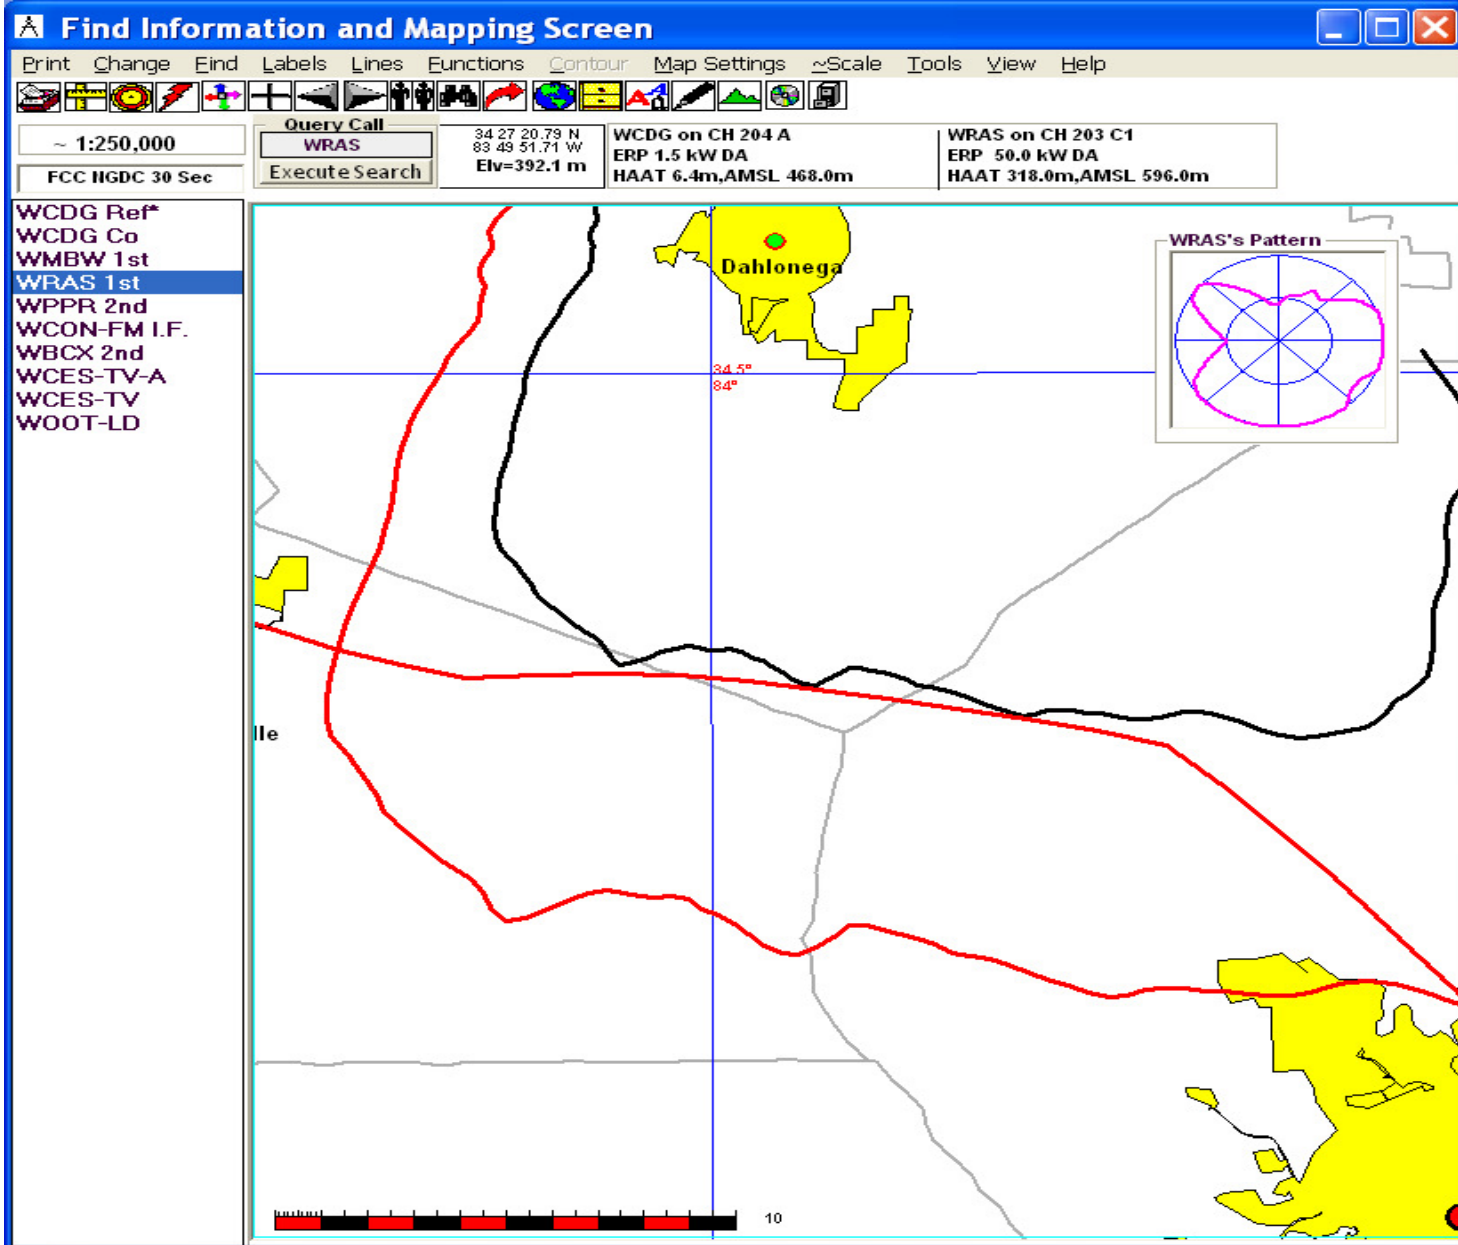 Find Information and Mapping Screen
Print Change Find Labels Lines Functions Contour Map Settings ~Scale Tools View Help
~ 1:250,000
FCC NGDC 30 Sec
Query Call
WRAS
Execute Search
34 27 20.79 N
83 49 51.71 W
Elv=392.1 m
WCDG on CH 204 A
ERP 1.5 kW DA
HAAT 6.4m,AMSL 468.0m
WRAS on CH 203 C1
ERP 50.0 kW DA
HAAT 318.0m,AMSL 596.0m
WCDG Ref*
WCDG Co
WMBW 1st
WRAS 1st
WPPR 2nd
WCON-FM I.F.
WBCX 2nd
WCES-TV-A
WCES-TV
WOOT-LD
WRAS's Pattern
Dahlonega
34.5°
84°
lle
10